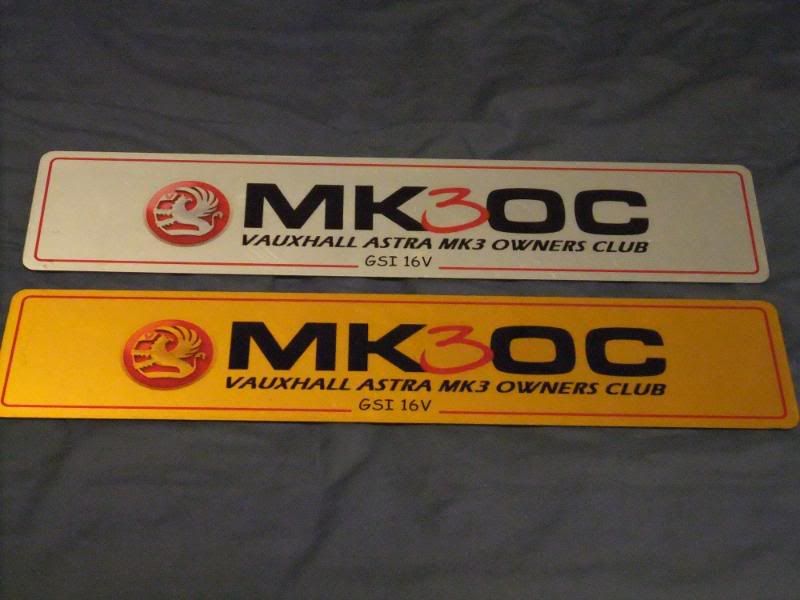 MK3OC
VAUXHALL ASTRA MK3 OWNERS CLUB
GSI 16V
MK3OC
VAUXHALL ASTRA MK3 OWNERS CLUB
GSI 16V